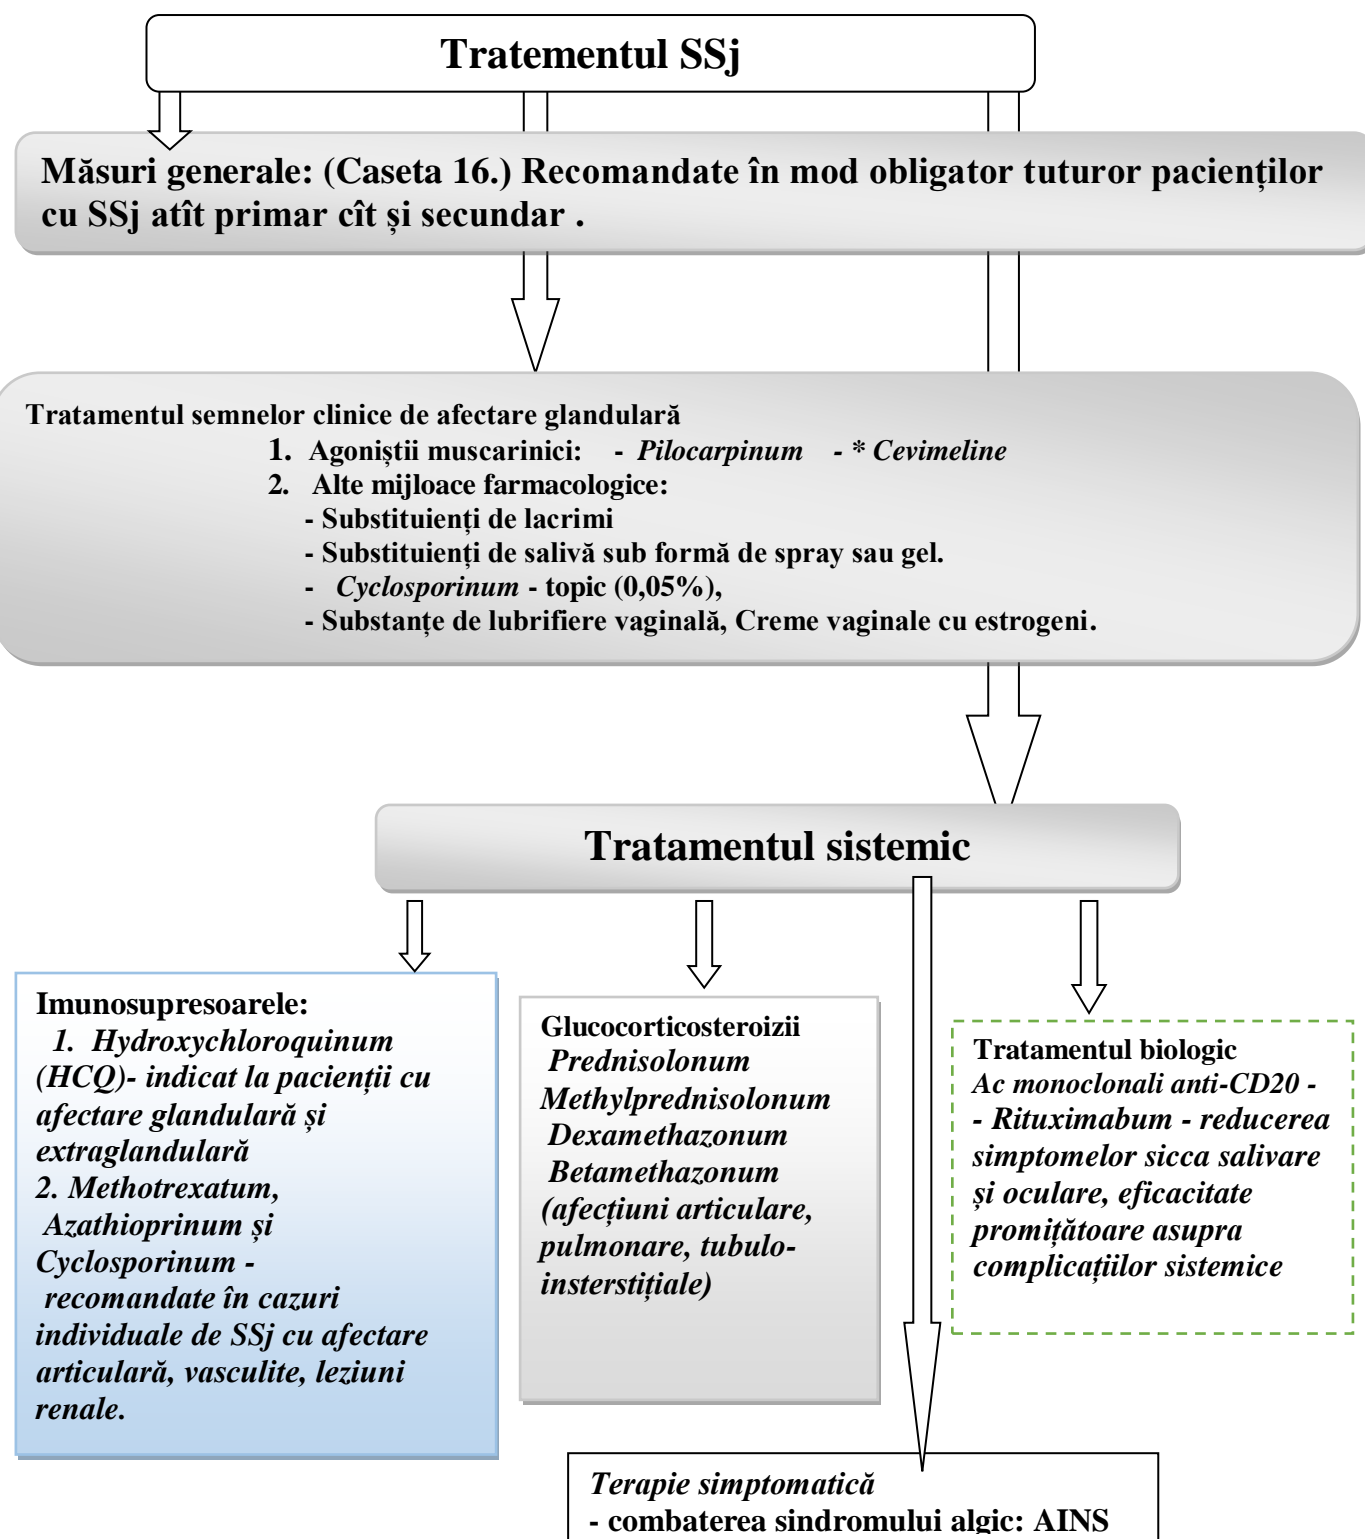 Tratementul SSj
Măsuri generale: (Caseta 16.) Recomandate în mod obligator tuturor pacienților
cu SSj atît primar cît și secundar .
Tratamentul semnelor clinice de afectare glandulară
1. Agoniștii muscarinici: - Pilocarpinum - * Cevimeline
2. Alte mijloace farmacologice:
- Substituienți de lacrimi
- Substituienți de salivă sub formă de spray sau gel.
- Cyclosporinum - topic (0,05%),
- Substanțe de lubrifiere vaginală, Creme vaginale cu estrogeni.
Tratamentul sistemic
Imunosupresoarele:
1. Hydroxychloroquinum
(HCQ)- indicat la pacienții cu
afectare glandulară și
extraglandulară
2. Methotrexatum,
Azathioprinum și
Cyclosporinum -
recomandate în cazuri
individuale de SSj cu afectare
articulară, vasculite, leziuni
renale.
Glucocorticosteroizii
Prednisolonum
Methylprednisolonum
Dexamethazonum
Betamethazonum
(afecțiuni articulare,
pulmonare, tubulo-
insterstițiale)
Tratamentul biologic
Ac monoclonali anti-CD20 -
- Rituximabum - reducerea
simptomelor sicca salivare
și oculare, eficacitate
promițătoare asupra
complicațiilor sistemice
Terapie simptomatică
- combaterea sindromului algic: AINS